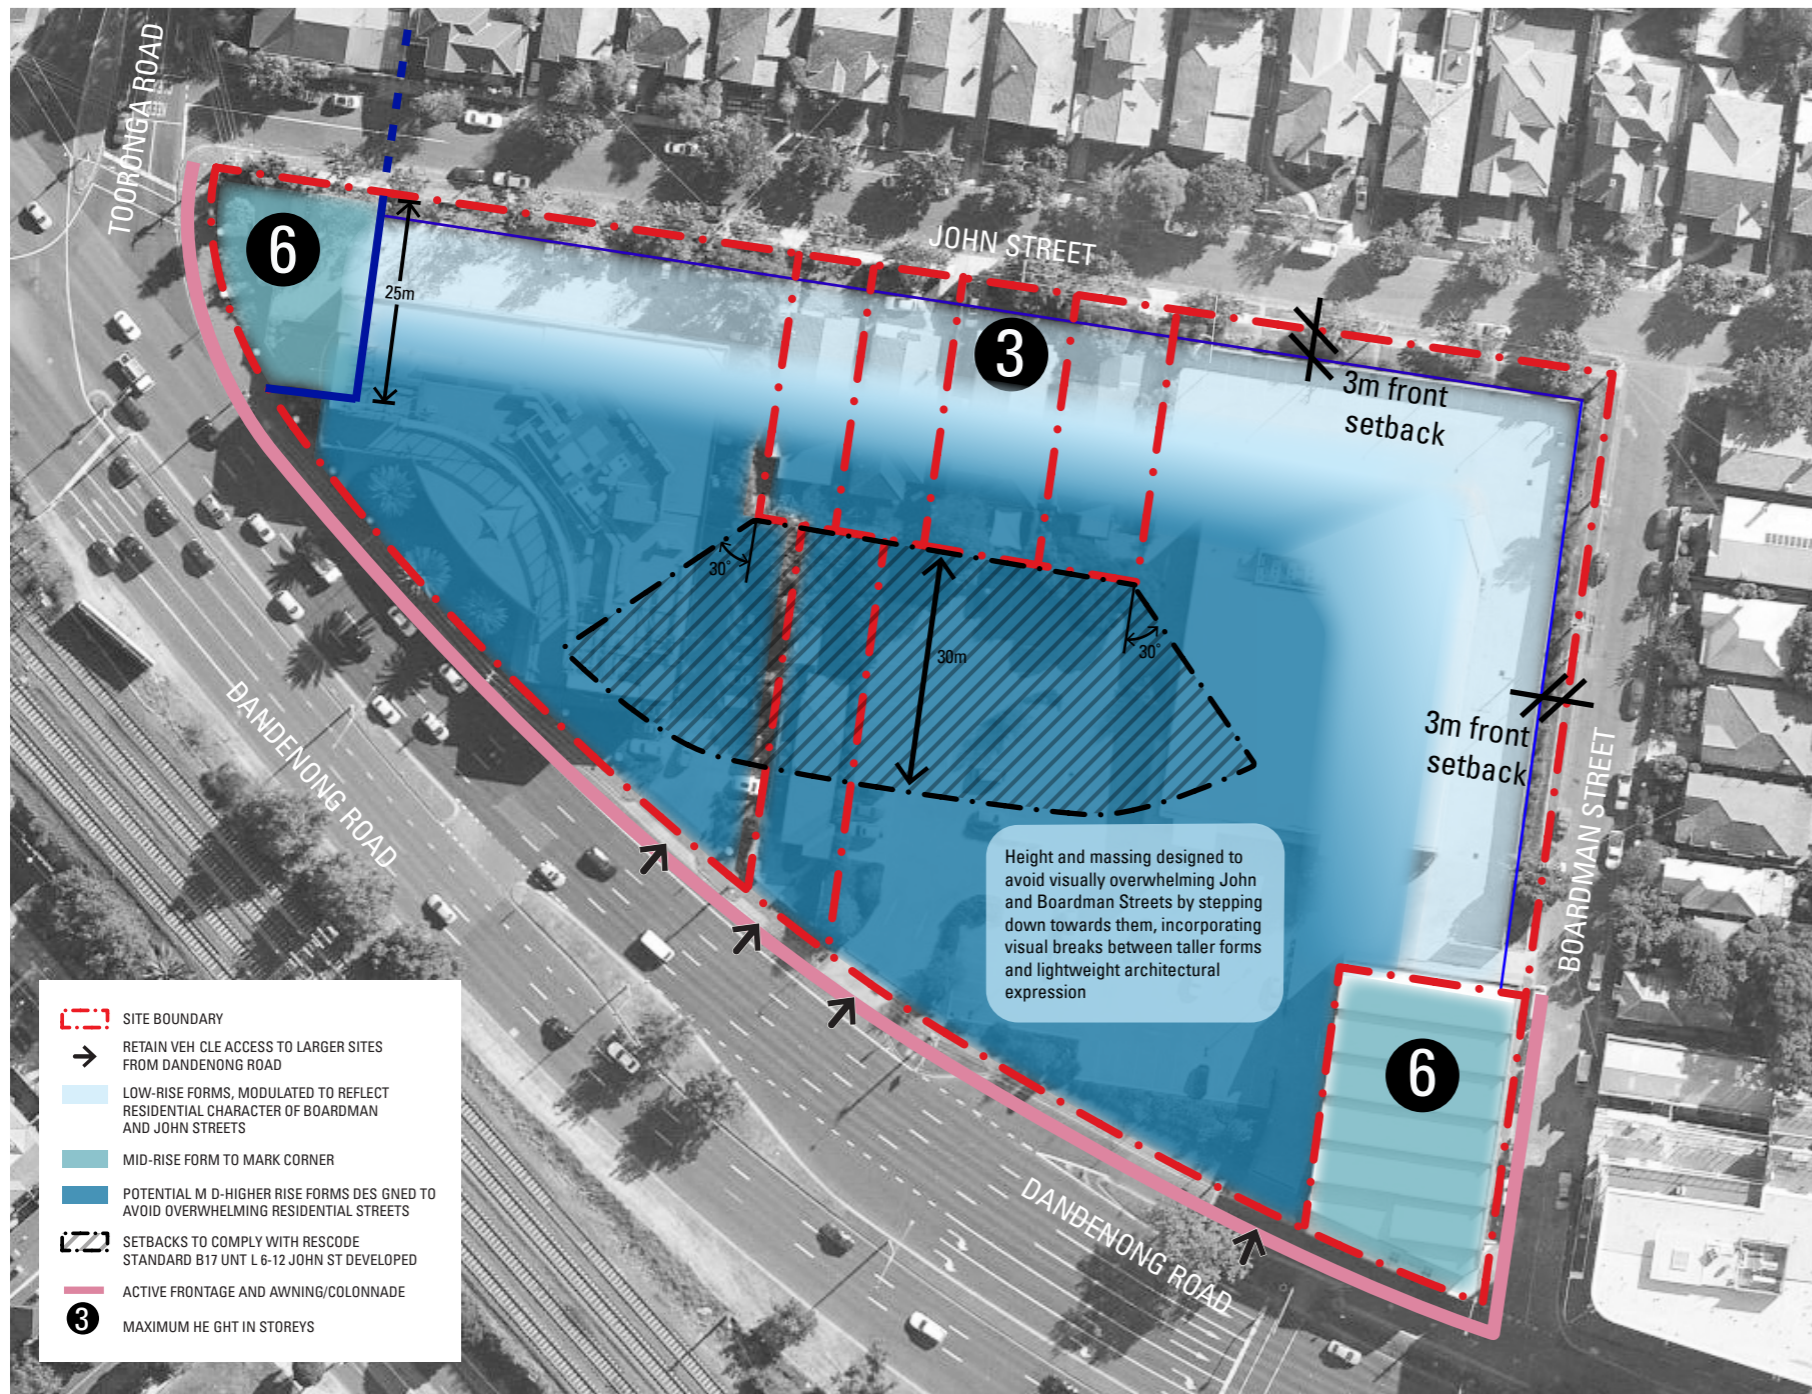 TOORONGA ROAD
6
25m
JOHN STREET
3
3m front
setback
30°
30m
30°
3m front
setback
BOARDMAN STREET
DANDENONG ROAD
Height and massing designed to
avoid visually overwhelming John
and Boardman Streets by stepping
down towards them, incorporating
visual breaks between taller forms
and lightweight architectural
expression
6
DANDENONG ROAD
SITE BOUNDARY
RETAIN VEH CLE ACCESS TO LARGER SITES
FROM DANDENONG ROAD
LOW-RISE FORMS, MODULATED TO REFLECT
RESIDENTIAL CHARACTER OF BOARDMAN
AND JOHN STREETS
MID-RISE FORM TO MARK CORNER
POTENTIAL M D-HIGHER RISE FORMS DES GNED TO
AVOID OVERWHELMING RESIDENTIAL STREETS
SETBACKS TO COMPLY WITH RESCODE
STANDARD B17 UNT L 6-12 JOHN ST DEVELOPED
ACTIVE FRONTAGE AND AWNING/COLONNADE
3
MAXIMUM HE GHT IN STOREYS